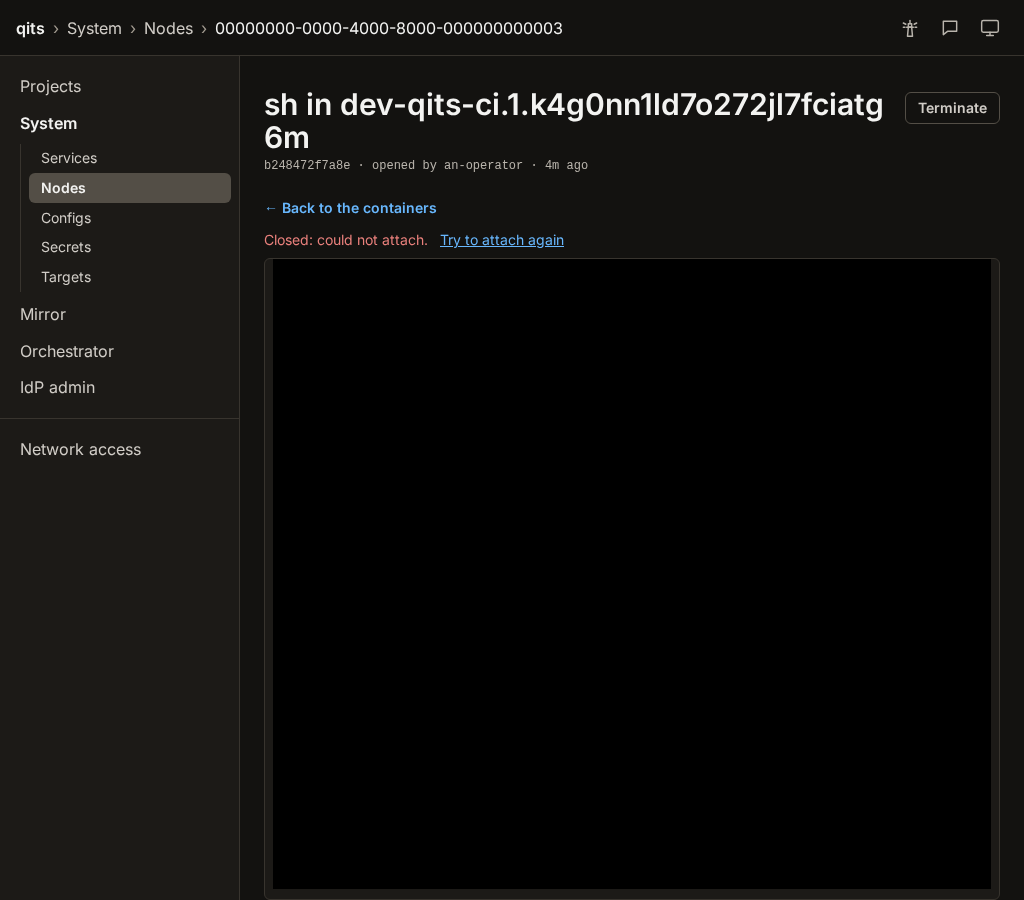 qits › System › Nodes › 00000000-0000-4000-8000-000000000003
Projects
System
Services
Nodes
Configs
Secrets
Targets
Mirror
Orchestrator
IdP admin
Network access
sh in dev-qits-ci.1.k4g0nn1ld7o272jl7fciatg
6m
Terminate
b248472f7a8e · opened by an-operator · 4m ago
← Back to the containers
Closed: could not attach. Try to attach again